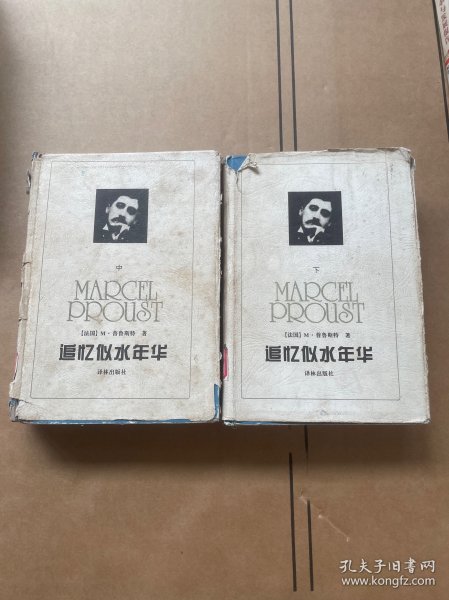 中
MARCEL
PROUST
[法国] M·普鲁斯特 著
追忆似水年华
译林出版社
下
MARCEL
PROUST
[法国] M·普鲁斯特 著
追忆似水年华
译林出版社
孔夫子旧书网
www.kongfz.com